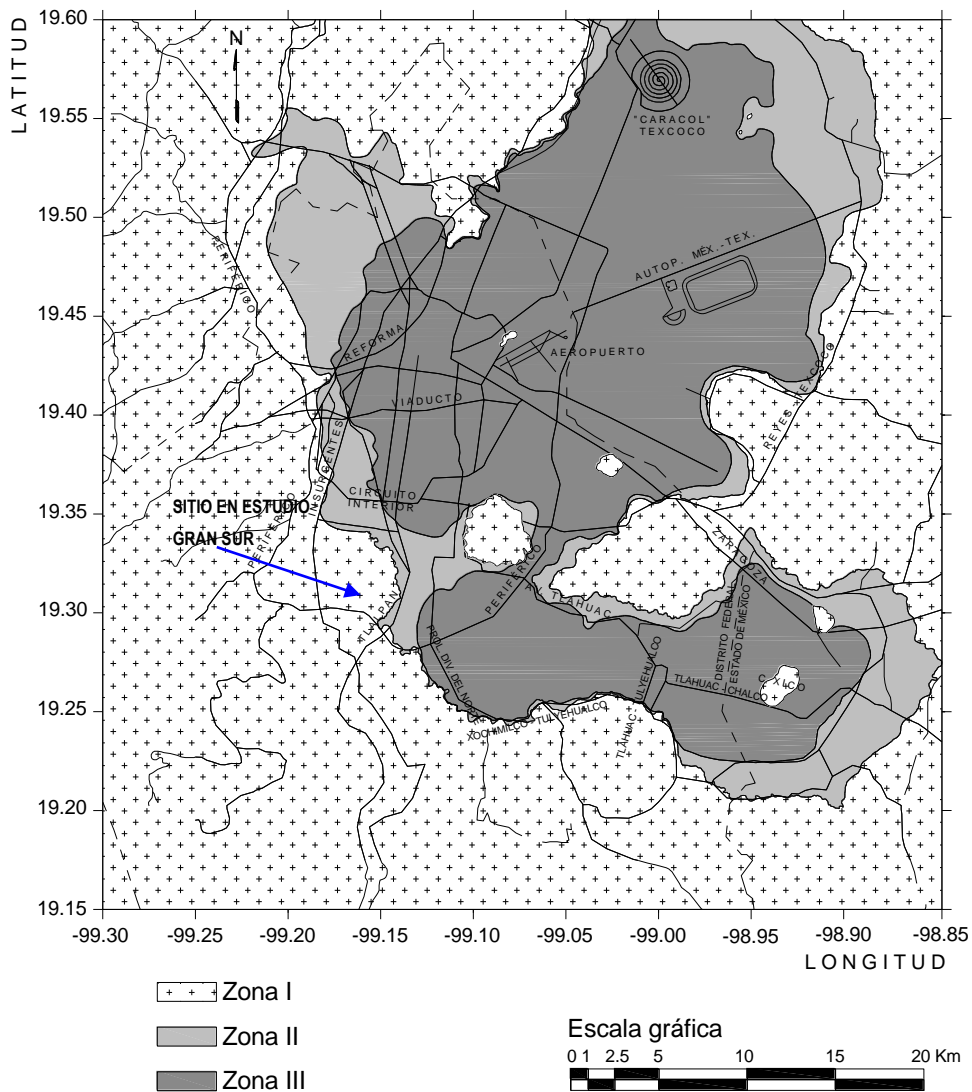 LATITUD
19.60
19.55
19.50
19.45
19.40
19.35
19.30
19.25
19.20
19.15
N
"CARACOL"
TEXCOCO
PERIFÉRICO
AUTOP. MÉX.-TEX.
REFORMA
AEROPUERTO
VIADUCTO
REYES-TEXCOCO
INSURGENTES
CIRCUITO
INTERIOR
SITIO EN ESTUDIO
GRAN SUR
PERIFERICO
ZARAGOZA
PERIFERICO
AV. TLAHUAC
TLALPAN
DISTRITO FEDERAL
ESTADO DE MÉXICO
PROL. DIV. DEL NORTE
TLAHUAC-TULYEHUALCO
TLAHUAC-CHALCO
XOCHIMILCO-TULYEHUALCO
-99.30
-99.25
-99.20
-99.15
-99.10
-99.05
-99.00
-98.95
-98.90
-98.85
LONGITUD
Zona I
Zona II
Zona III
Escala gráfica
0 1 2.5 5 10 15 20 Km